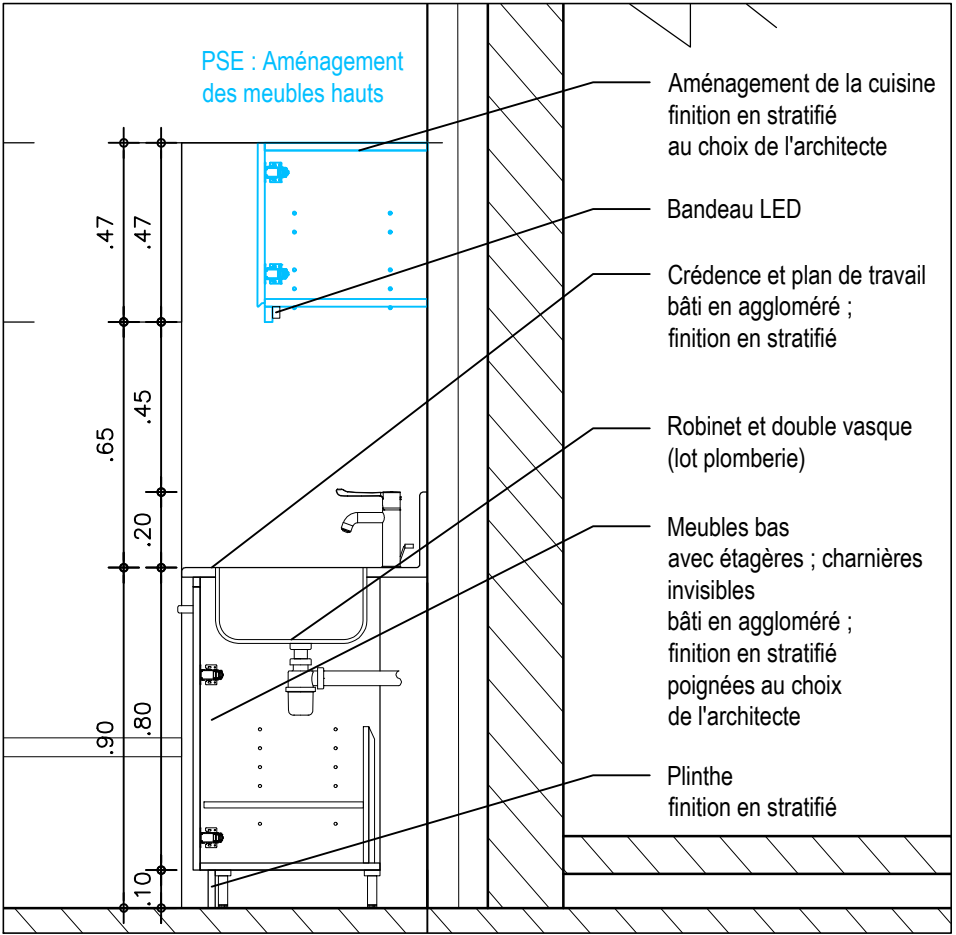 PSE : Aménagement
des meubles hauts
Aménagement de la cuisine
finition en stratifié
au choix de l'architecte
Bandeau LED
Crédence et plan de travail
bâti en aggloméré ;
finition en stratifié
Robinet et double vasque
(lot plomberie)
Meubles bas
avec étagères ; charnières
invisibles
bâti en aggloméré ;
finition en stratifié
poignées au choix
de l'architecte
Plinthe
finition en stratifié
.47
.47
.65
.45
.20
.90
.80
.10